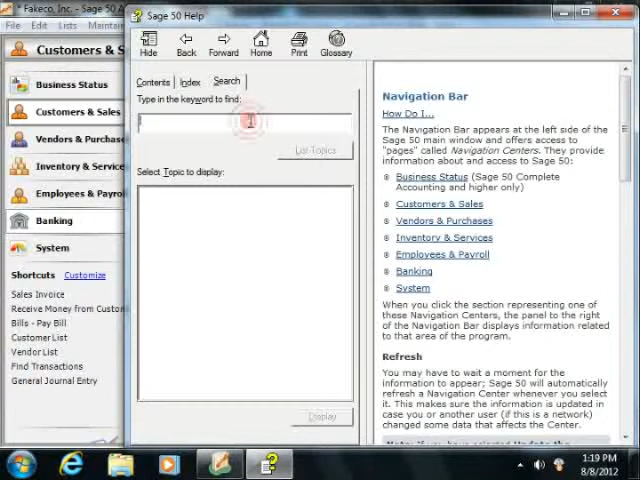 * Fakeco, Inc. - Sage 50 A
File Edit Lists Maintain
Customers & S
Business Status
Customers & Sales
Vendors & Purchase
Inventory & Service
Employees & Payroll
Banking
System
Shortcuts Customize
Sales Invoice
Receive Money from Custom
Bills - Pay Bill
Customer List
Vendor List
Find Transactions
General Journal Entry
Sage 50 Help
Hide Back Forward Home Print Glossary
Contents Index Search
Type in the keyword to find:
List Topics
Select Topic to display:
Display
Navigation Bar
How Do I...
The Navigation Bar appears at the left side of the
Sage 50 main window and offers access to
"pages" called Navigation Centers. They provide
information about and access to Sage 50:
Business Status (Sage 50 Complete
Accounting and higher only)
Customers & Sales
Vendors & Purchases
Inventory & Services
Employees & Payroll
Banking
System
When you click the section representing one of
these Navigation Centers, the panel to the right
of the Navigation Bar displays information related
to that area of the program.
Refresh
You may have to wait a moment for the
information to appear; Sage 50 will automatically
refresh a Navigation Center whenever you select
it. This makes sure the information is updated in
case you or another user (if this is a network)
changed some data that affects the Center.
Note: If you have selected Update the
1:19 PM
8/8/2012